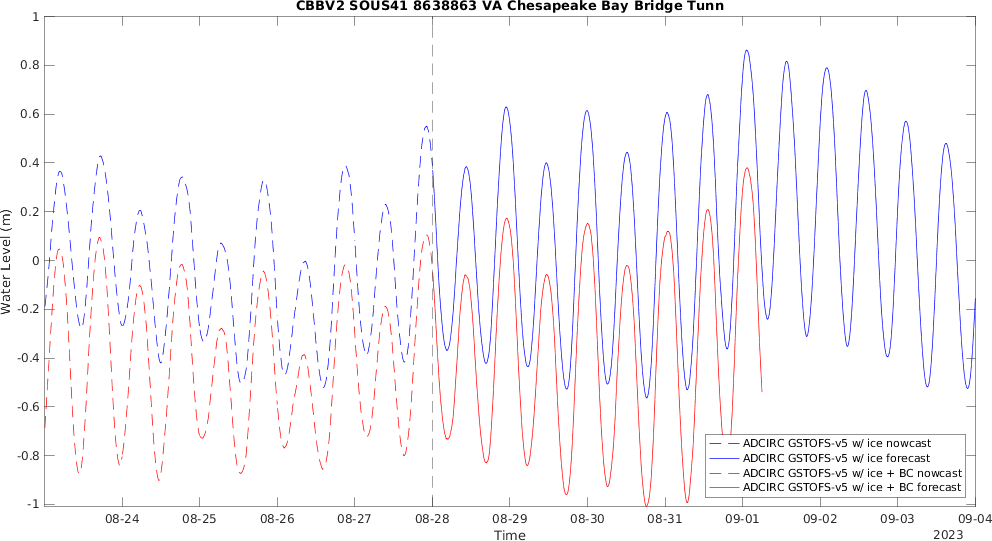 CBBV2 SOUS41 8638863 VA Chesapeake Bay Bridge Tunn
1
0.8
0.6
0.4
0.2
0
-0.2
-0.4
-0.6
-0.8
-1
Water Level (m)
ADCIRC GSTOFS-v5 w/ ice nowcast
ADCIRC GSTOFS-v5 w/ ice forecast
ADCIRC GSTOFS-v5 w/ ice + BC nowcast
ADCIRC GSTOFS-v5 w/ ice + BC forecast
08-24 08-25 08-26 08-27 08-28 08-29 08-30 08-31 09-01 09-02 09-03 09-04
Time
2023